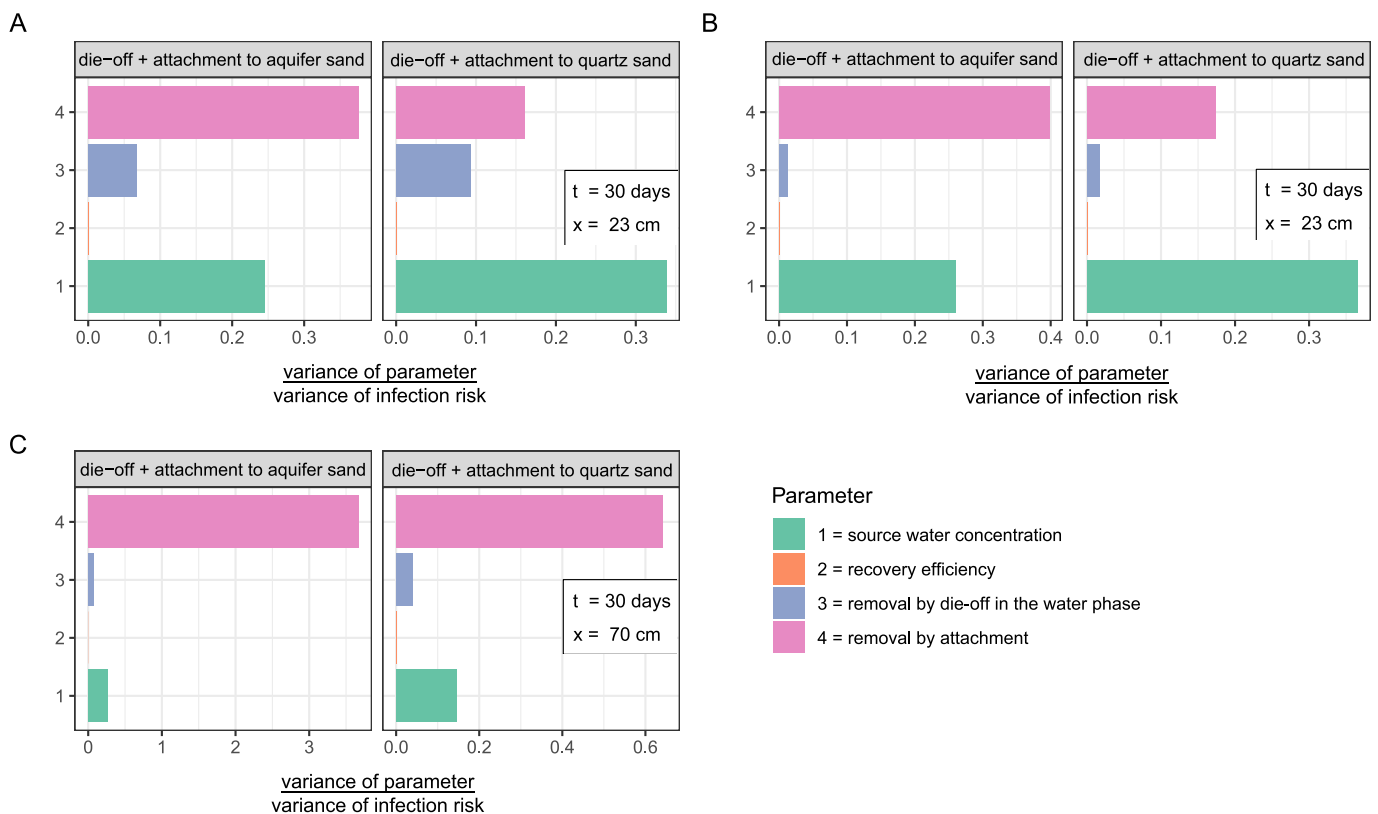 A
die−off + attachment to aquifer sand
die−off + attachment to quartz sand
4
3
2
1
t = 30 days
x = 23 cm
0.0 0.1 0.2 0.3
0.0 0.1 0.2 0.3
variance of parameter
variance of infection risk
B
die−off + attachment to aquifer sand
die−off + attachment to quartz sand
4
3
2
1
t = 30 days
x = 23 cm
0.0 0.1 0.2 0.3 0.4
0.0 0.1 0.2 0.3
variance of parameter
variance of infection risk
C
die−off + attachment to aquifer sand
die−off + attachment to quartz sand
4
3
2
1
t = 30 days
x = 70 cm
0 1 2 3
0.0 0.2 0.4 0.6
variance of parameter
variance of infection risk
Parameter
1 = source water concentration
2 = recovery efficiency
3 = removal by die-off in the water phase
4 = removal by attachment